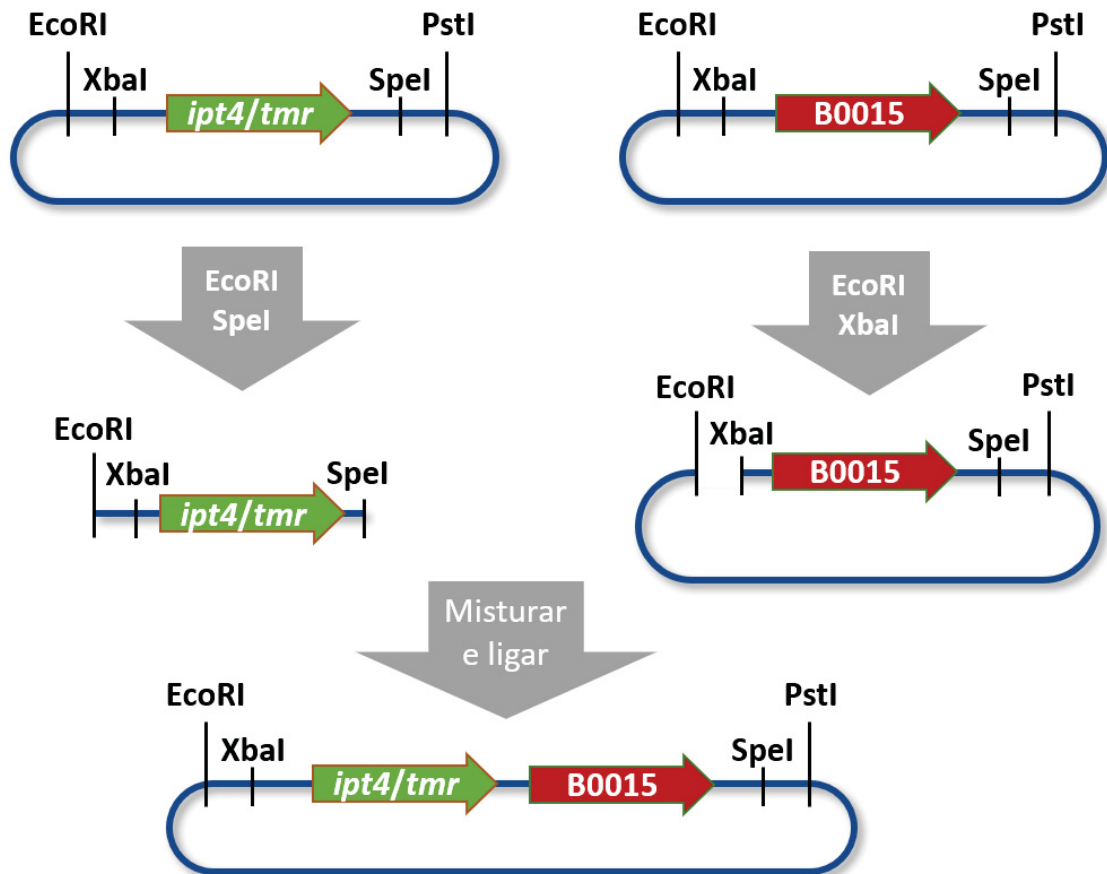 EcoRI
PstI
XbaI
SpeI
ipt4/tmr
EcoRI
PstI
XbaI
SpeI
B0015
EcoRI
SpeI
EcoRI
XbaI
EcoRI
XbaI
SpeI
ipt4/tmr
EcoRI
PstI
XbaI
SpeI
B0015
Misturar
e ligar
EcoRI
PstI
XbaI
SpeI
ipt4/tmr
B0015